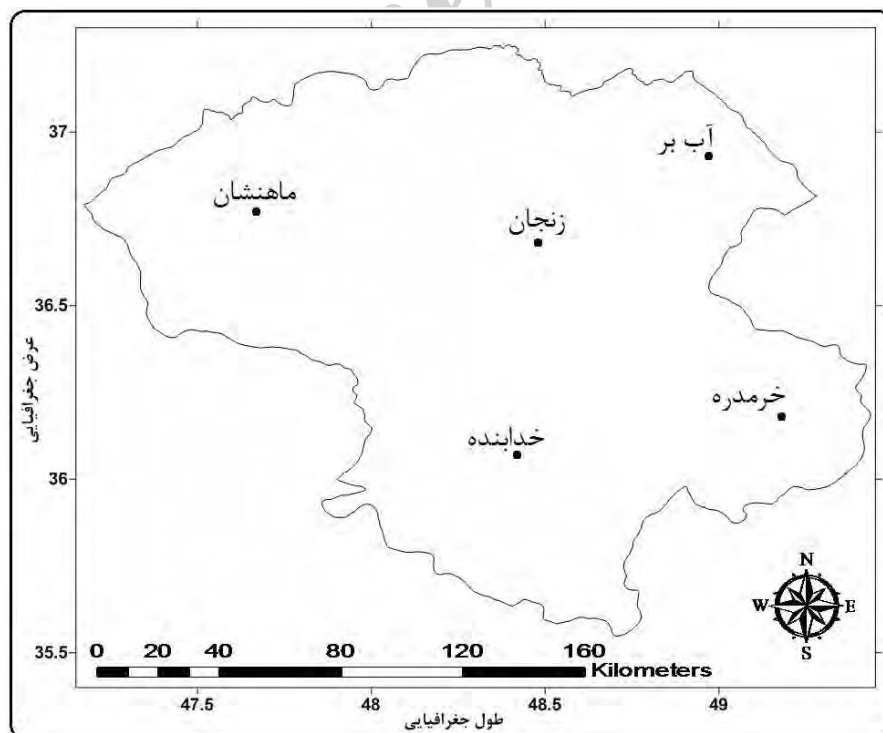 آب بر
37
ماهنشان
زنجان
36.5
عرض جغرافیایی
خرمدره
خدابنده
36
N
W E
S
35.5
0 20 40 80 120 160
Kilometers
47.5 48 48.5 49
طول جغرافیایی